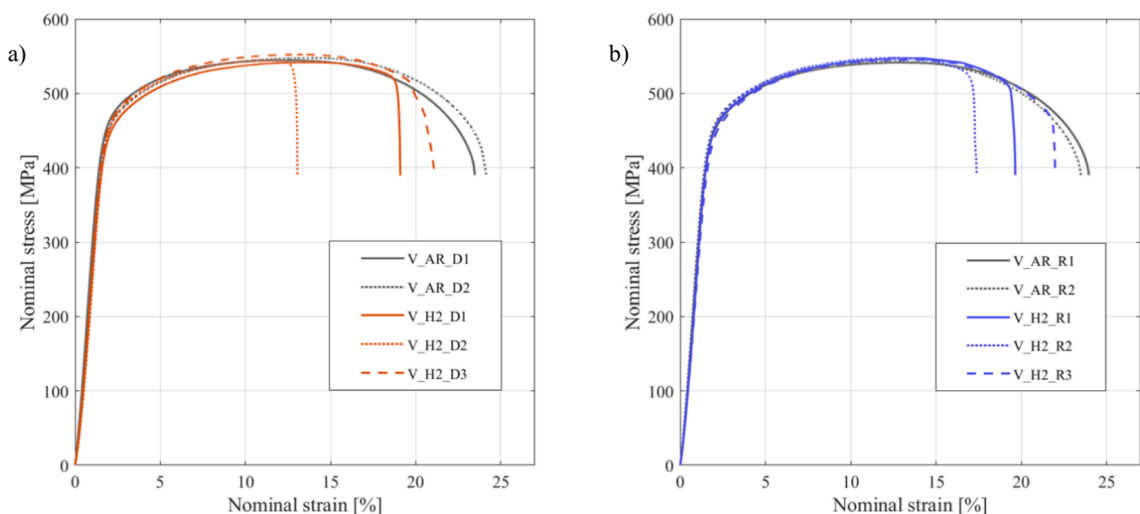 a)
600
500
400
300
200
100
0
Nominal stress [MPa]
V_AR_D1
V_AR_D2
V_H2_D1
V_H2_D2
V_H2_D3
0 5 10 15 20 25
Nominal strain [%]
b)
600
500
400
300
200
100
0
Nominal stress [MPa]
V_AR_R1
V_AR_R2
V_H2_R1
V_H2_R2
V_H2_R3
0 5 10 15 20 25
Nominal strain [%]